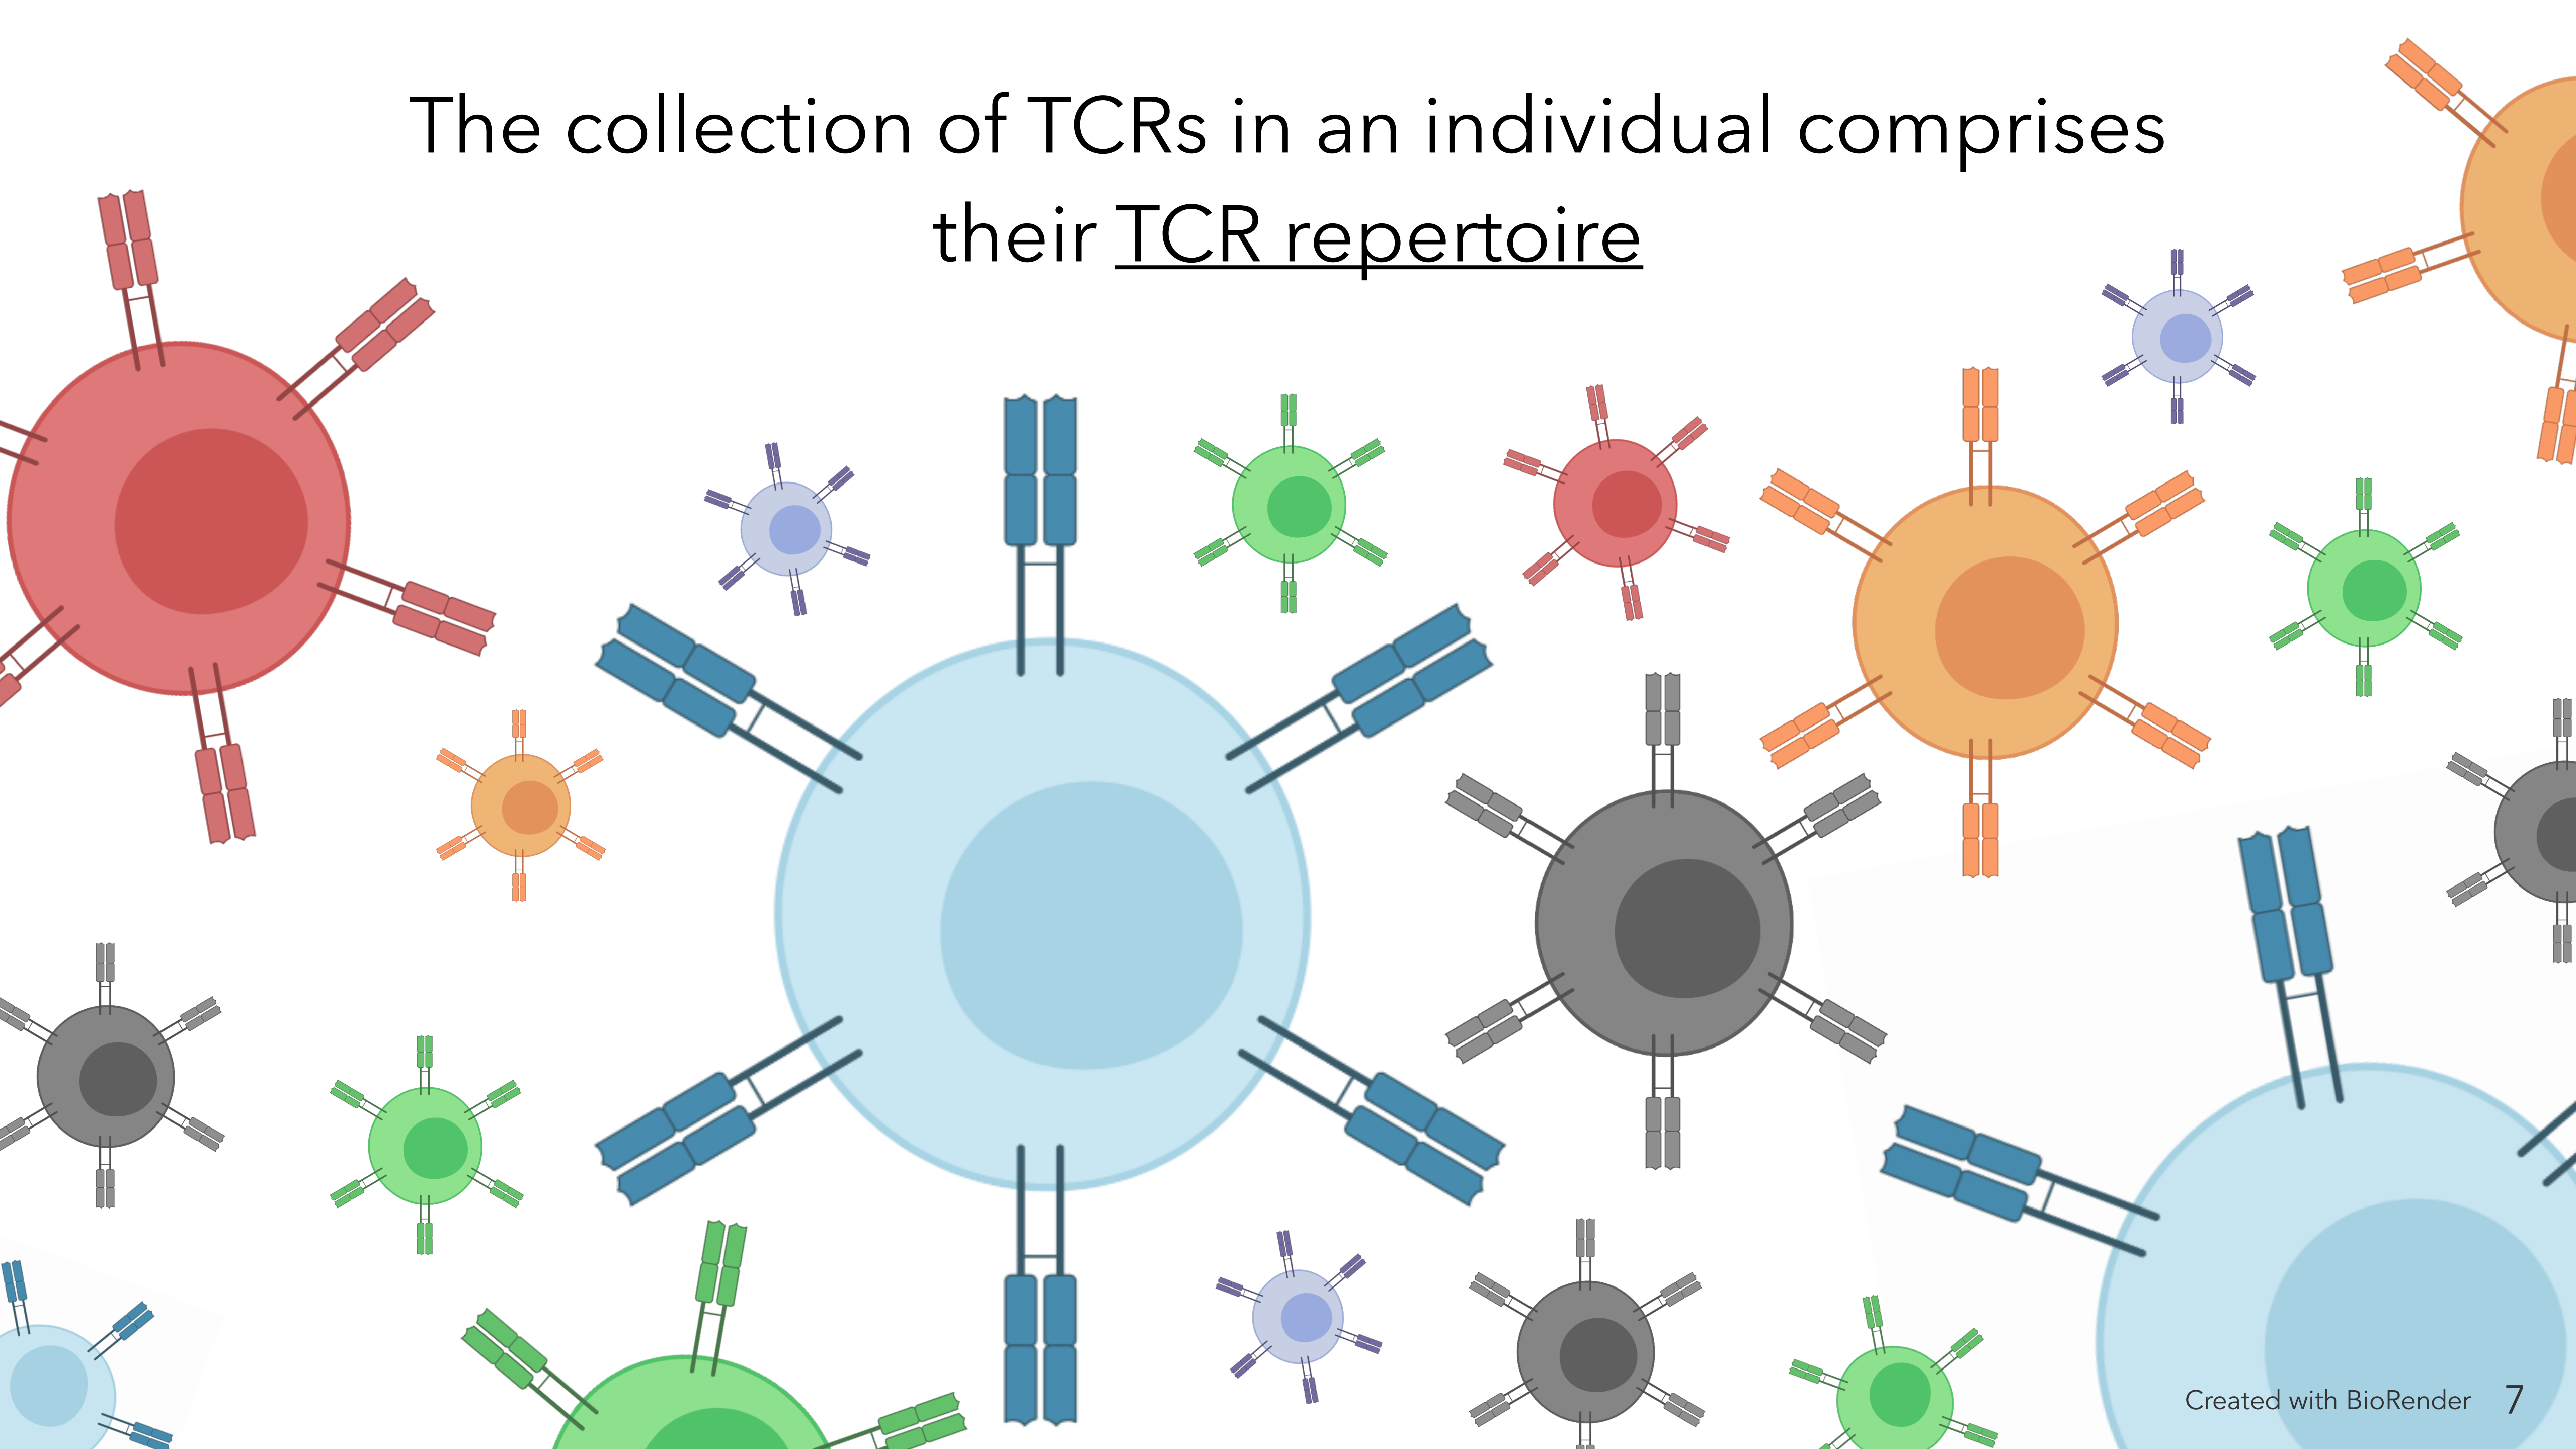 The collection of TCRs in an individual comprises
their TCR repertoire
Created with BioRender 7